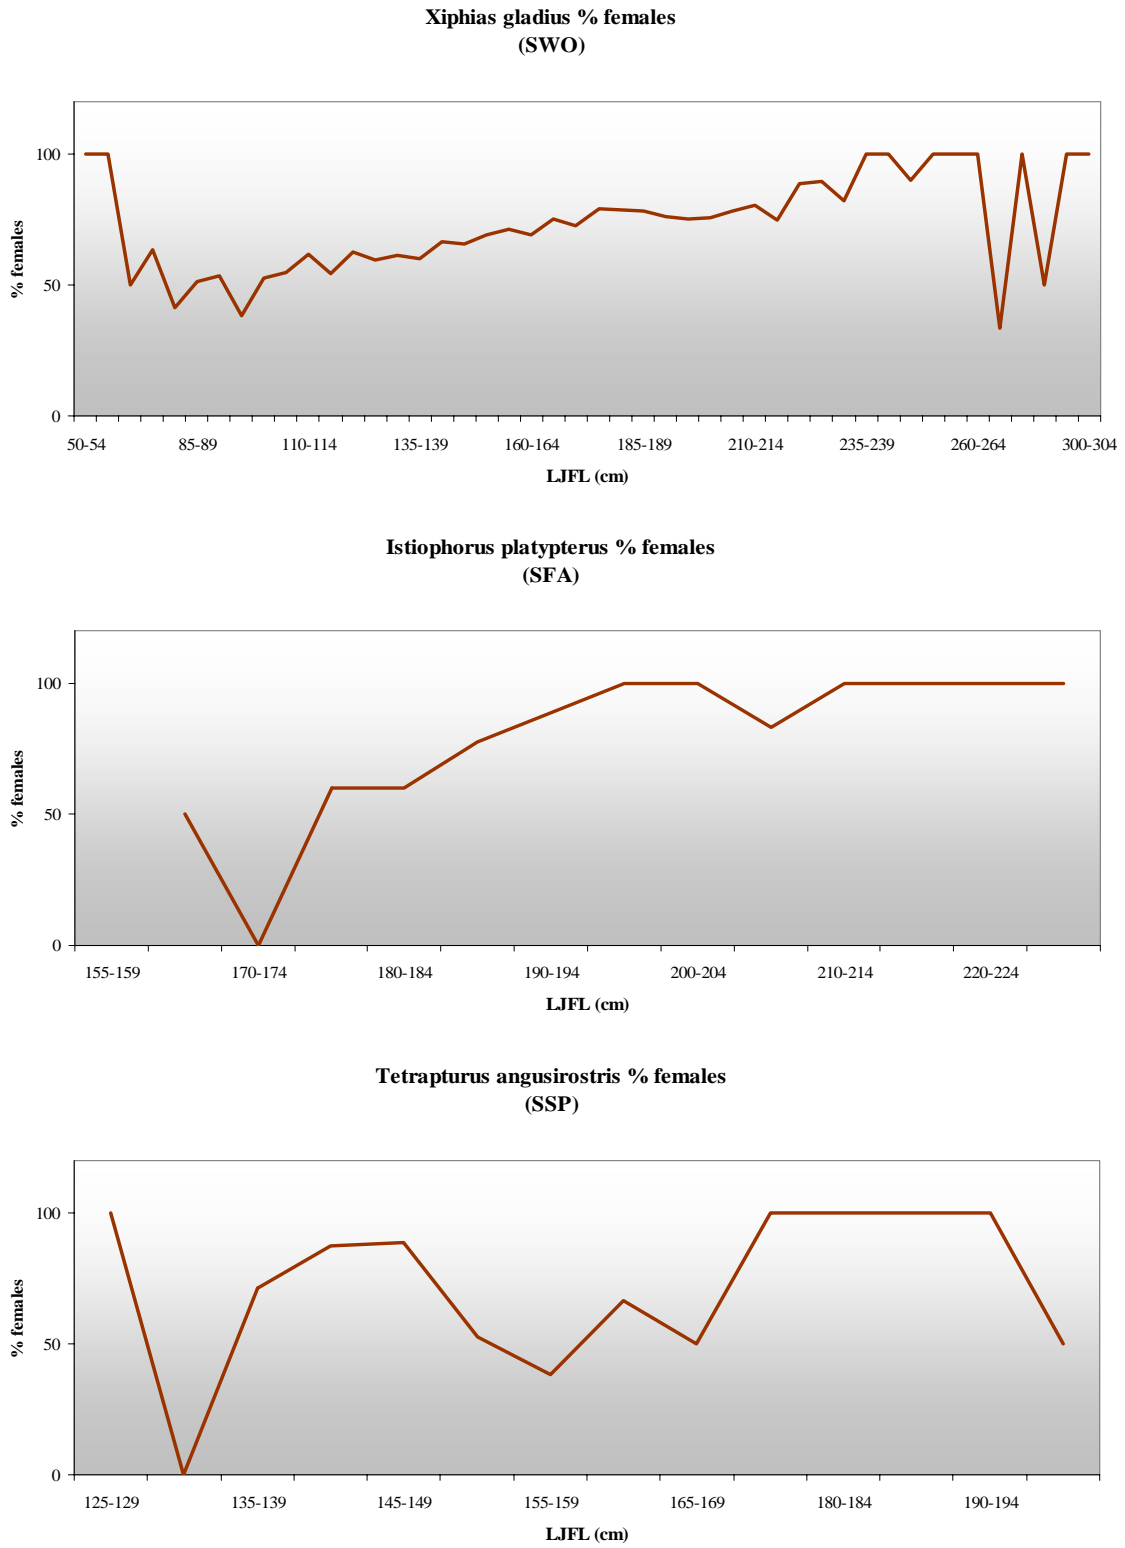 Xiphias gladius % females
(SWO)
100
50
0
% females
50-54 85-89 110-114 135-139 160-164 185-189 210-214 235-239 260-264 300-304
LJFL (cm)
Istiophorus platypterus % females
(SFA)
100
50
0
% females
155-159 170-174 180-184 190-194 200-204 210-214 220-224
LJFL (cm)
Tetrapturus angusirostris % females
(SSP)
100
50
0
% females
125-129 135-139 145-149 155-159 165-169 180-184 190-194
LJFL (cm)